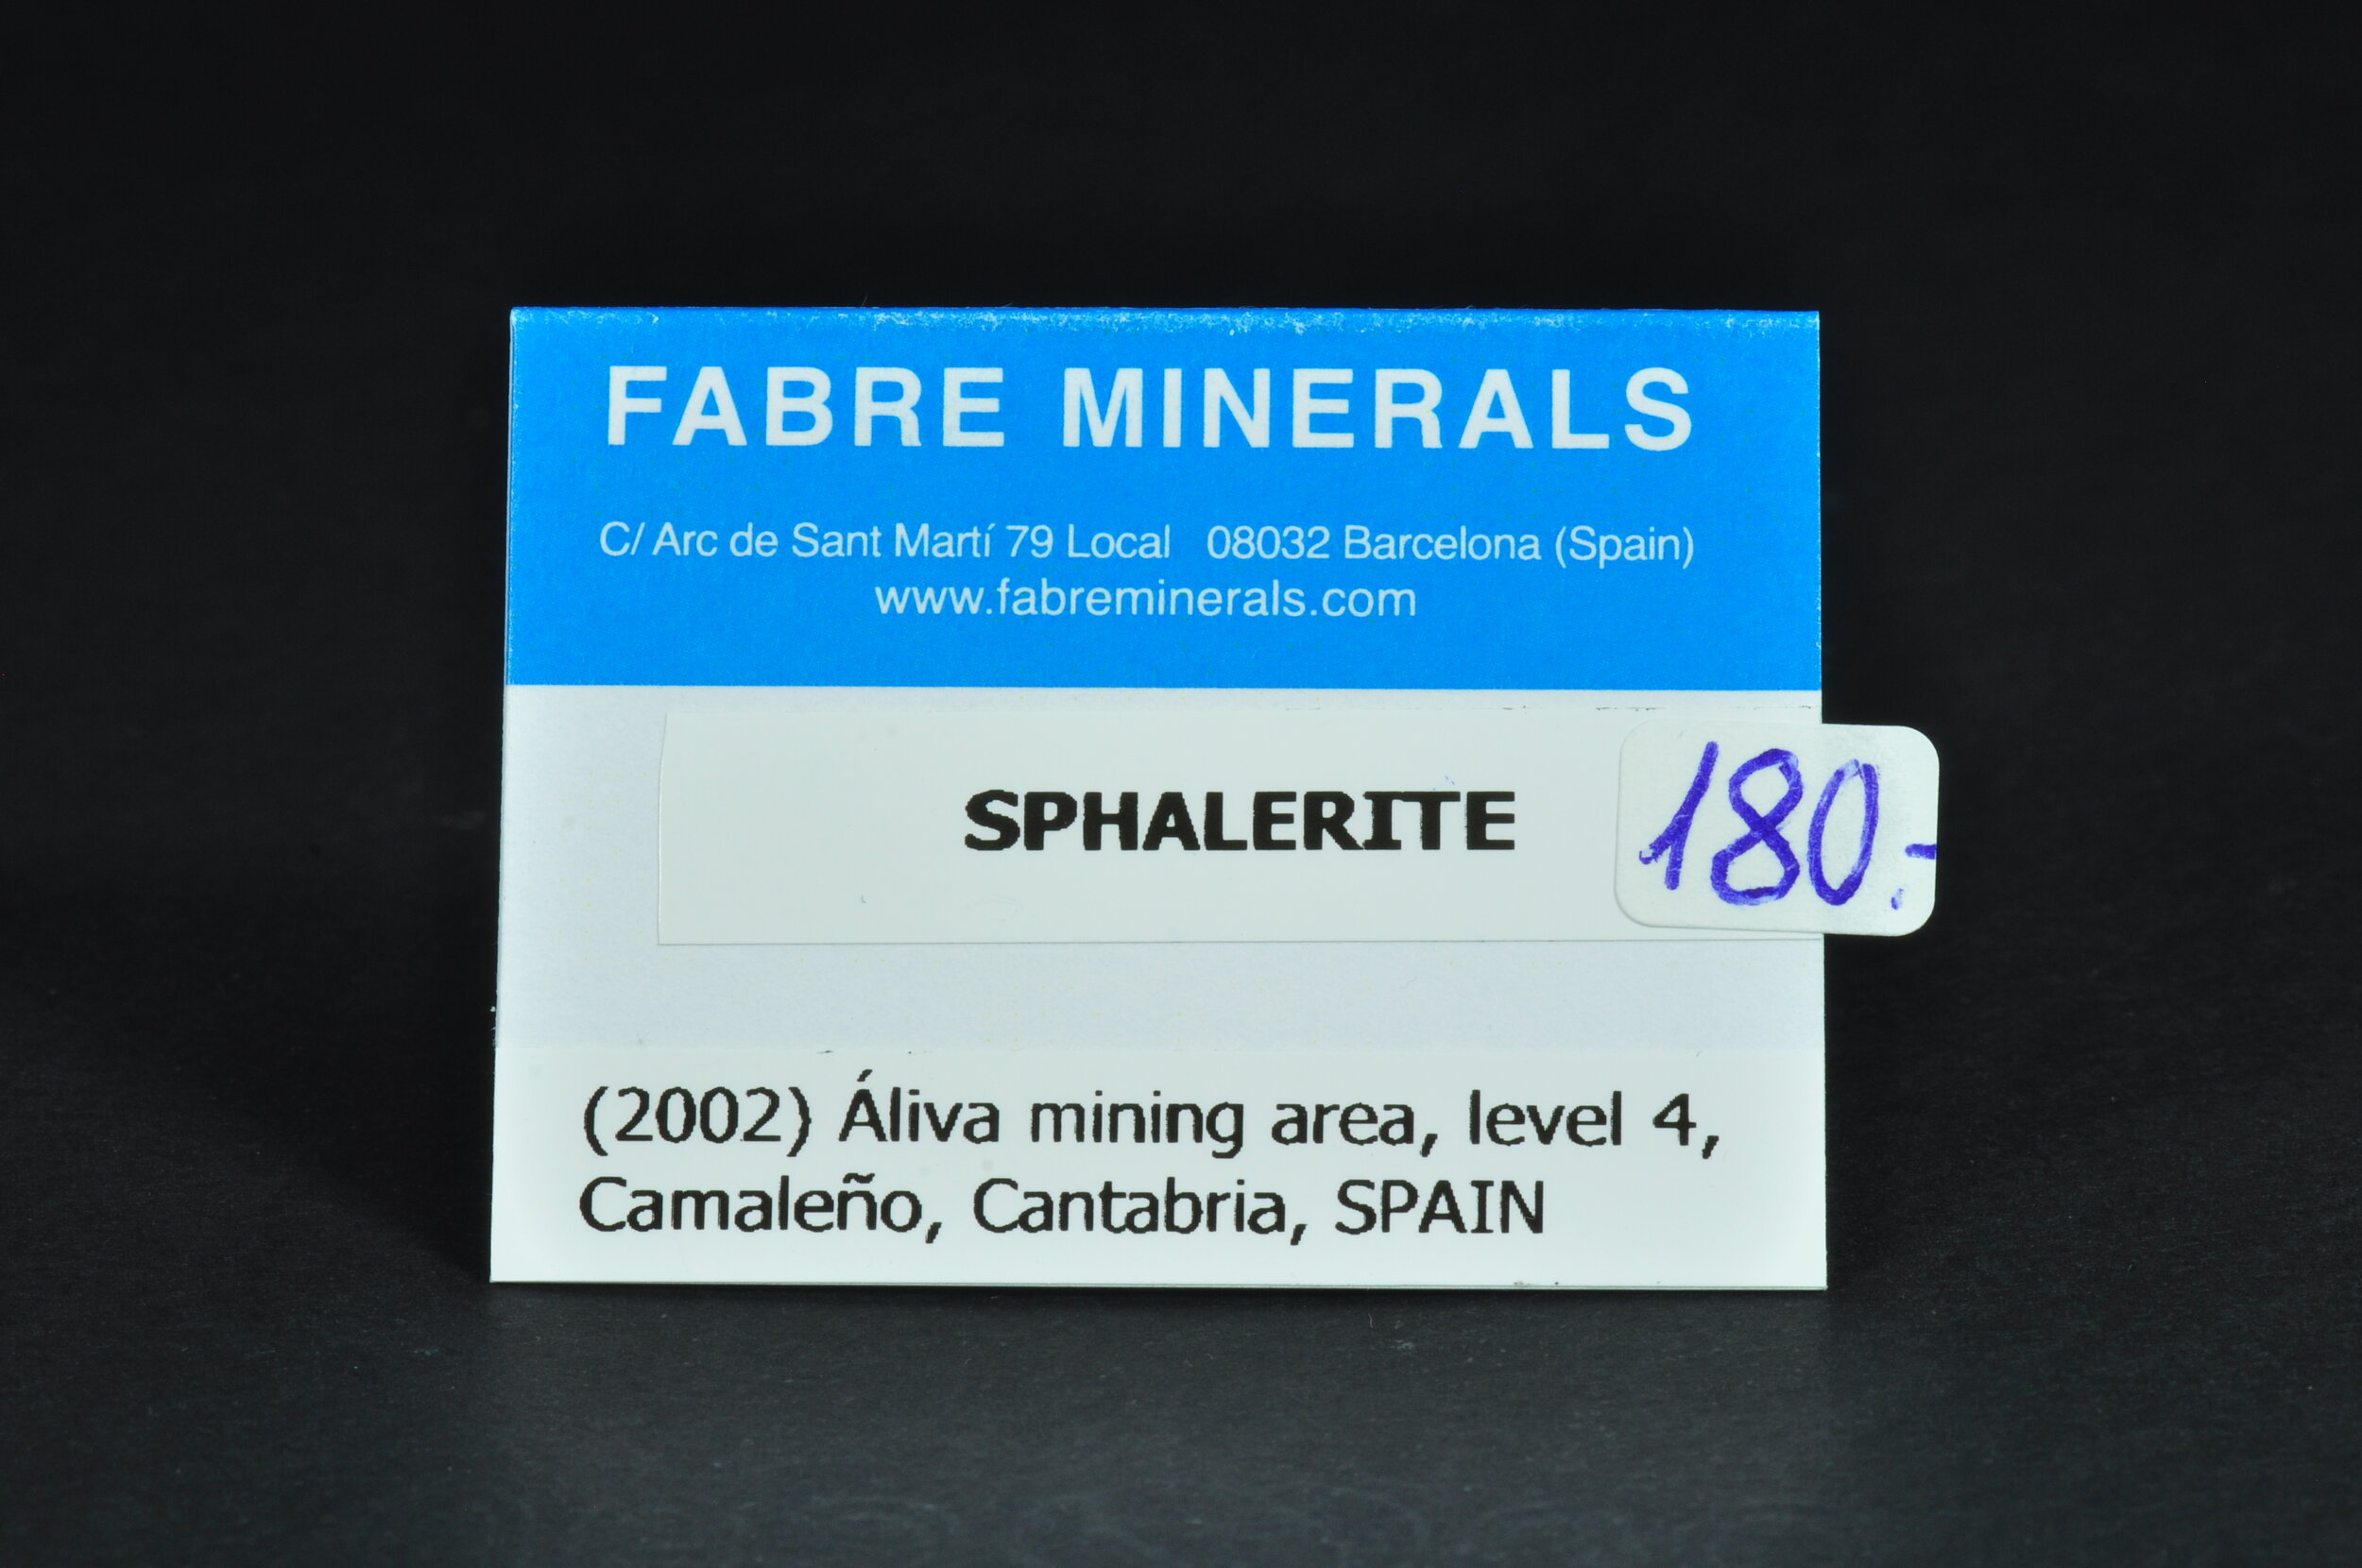 FABRE MINERALS
C/ Arc de Sant Martí 79 Local 08032 Barcelona (Spain)
www.fabreminerals.com
SPHALERITE
180.-
(2002) Áliva mining area, level 4,
Camaleño, Cantabria, SPAIN